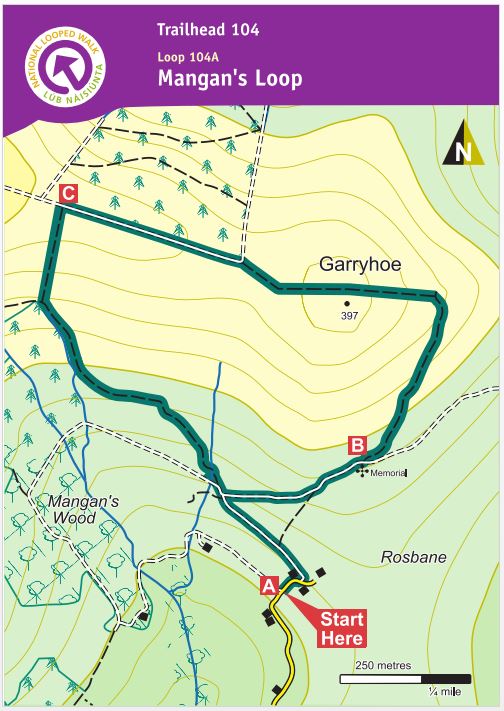 NATIONAL LOOPED WALK
LÚB NÁISIÚNTA
Trailhead 104
Loop 104A
Mangan's Loop
N
C
Garryhoe
397
B
Memorial
Mangan's
Wood
Rosbane
A
Start
Here
250 metres
¼ mile